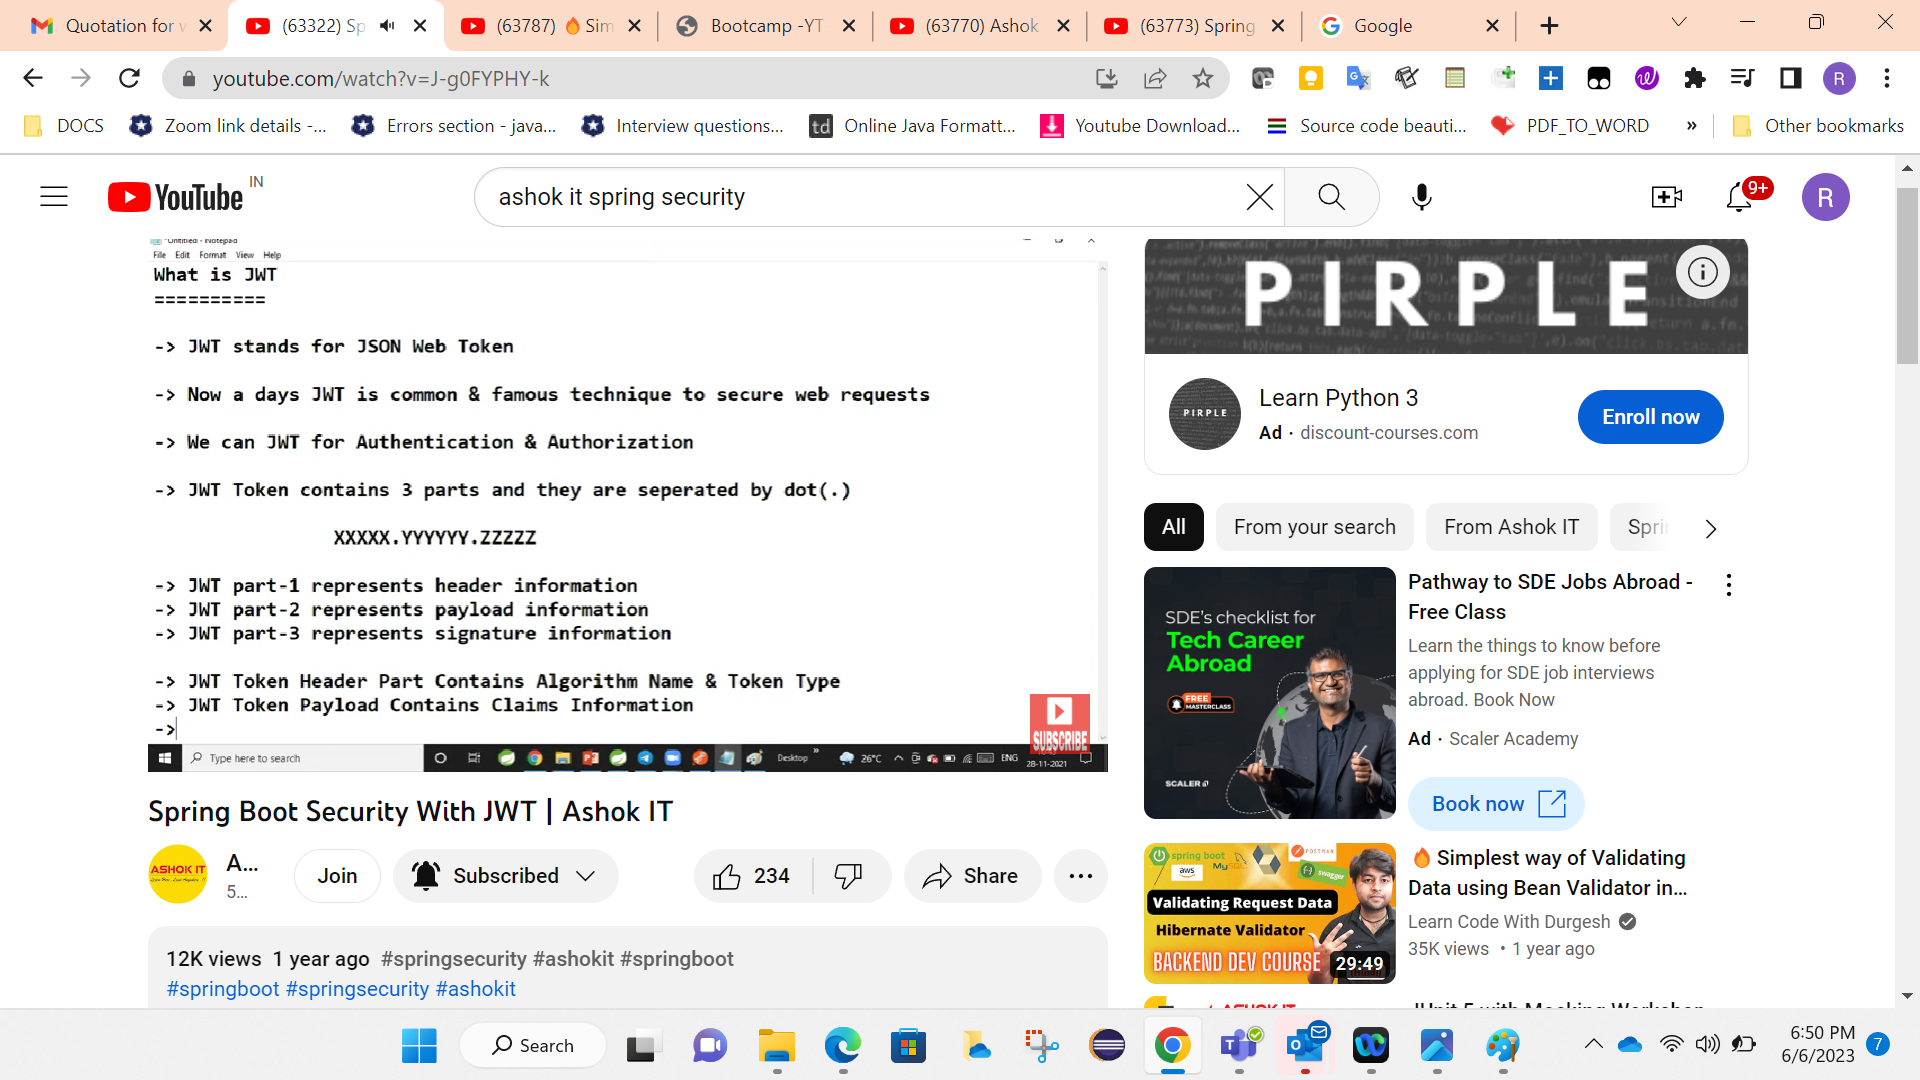 Quotation for w
(63322) Sp
(63787) 🔥 Sim
Bootcamp -YT
(63770) Ashok
(63773) Spring
Google
youtube.com/watch?v=J-g0FYPHY-k
DOCS
Zoom link details -...
Errors section - java...
Interview questions...
td
Online Java Formatt...
Youtube Download...
Source code beauti...
PDF_TO_WORD
»
Other bookmarks
YouTube IN
ashok it spring security
9+
R
*Untitled - Notepad
File Edit Format View Help
What is JWT
==========
-> JWT stands for JSON Web Token
-> Now a days JWT is common & famous technique to secure web requests
-> We can JWT for Authentication & Authorization
-> JWT Token contains 3 parts and they are seperated by dot(.)
XXXXX.YYYYYY.ZZZZZ
-> JWT part-1 represents header information
-> JWT part-2 represents payload information
-> JWT part-3 represents signature information
-> JWT Token Header Part Contains Algorithm Name & Token Type
-> JWT Token Payload Contains Claims Information
->
SUBSCRIBE
Type here to search
Desktop
26°C
ENG
28-11-2021
Spring Boot Security With JWT | Ashok IT
ASHOK IT
A...
5...
Join
Subscribed
234
Share
12K views 1 year ago #springsecurity #ashokit #springboot
#springboot #springsecurity #ashokit
PIRPLE
PIRPLE
Learn Python 3
Ad · discount-courses.com
Enroll now
All
From your search
From Ashok IT
Spri
SDE's checklist for
Tech Career
Abroad
FREE
MASTERCLASS
SCALER
Pathway to SDE Jobs Abroad -
Free Class
Learn the things to know before
applying for SDE job interviews
abroad. Book Now
Ad · Scaler Academy
Book now
spring boot
MySQL
POSTMAN
aws
swagger
Validating Request Data
Hibernate Validator
BACKEND DEV COURSE
29:49
🔥 Simplest way of Validating
Data using Bean Validator in...
Learn Code With Durgesh
35K views • 1 year ago
Search
6:50 PM
6/6/2023
7